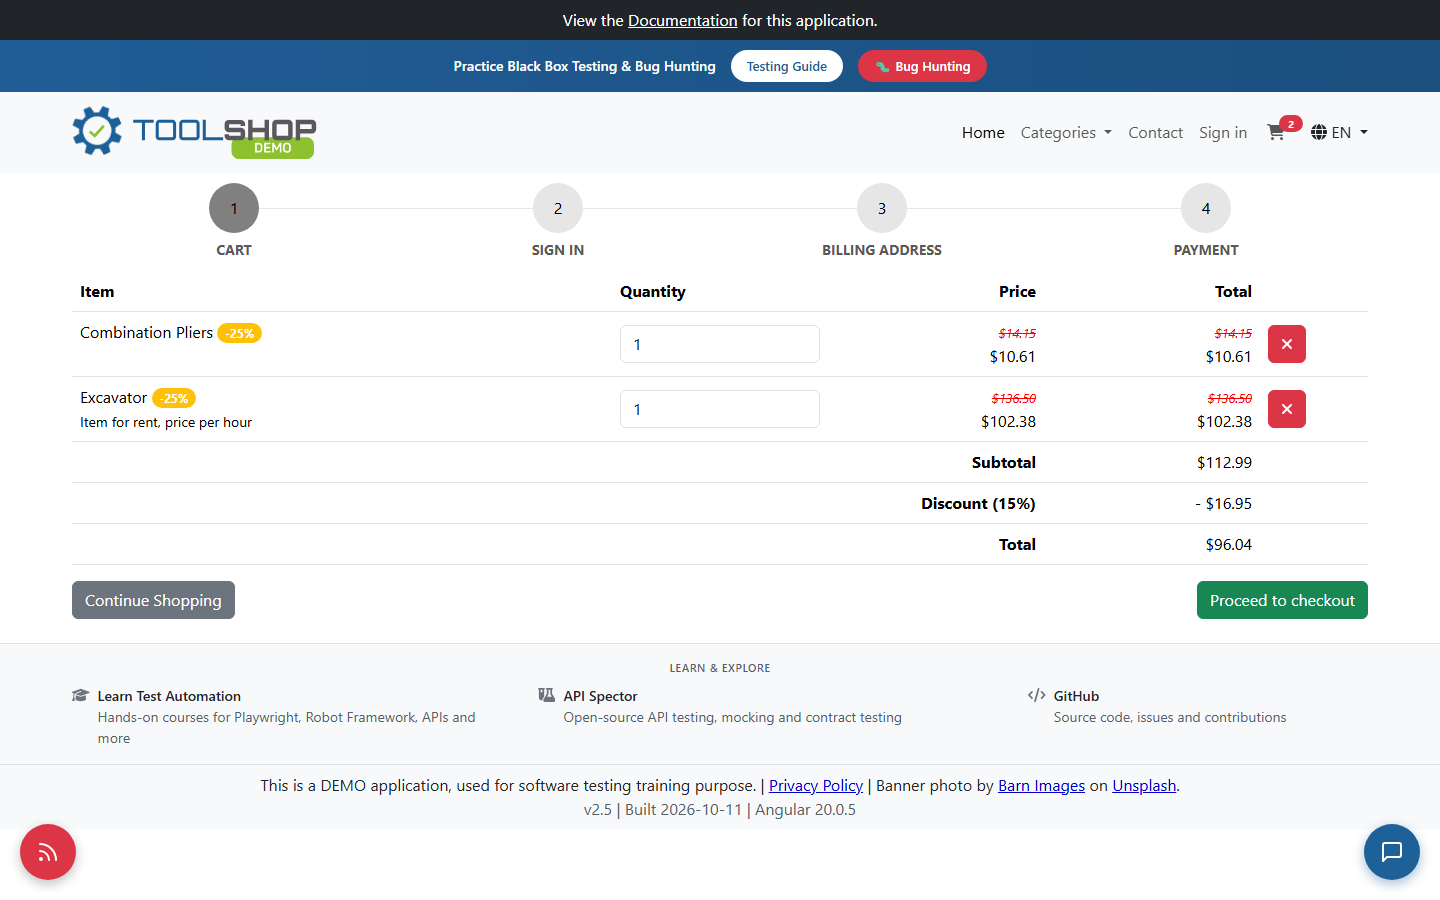 View the Documentation for this application.
Practice Black Box Testing & Bug Hunting Testing Guide Bug Hunting
TOOLSHOP
DEMO
Home Categories Contact Sign in 2 EN
1 2 3 4
CART SIGN IN BILLING ADDRESS PAYMENT
Item Quantity Price Total
Combination Pliers -25% 1 $14.15 $14.15
$10.61 $10.61
Excavator -25% 1 $136.50 $136.50
Item for rent, price per hour $102.38 $102.38
Subtotal $112.99
Discount (15%) - $16.95
Total $96.04
Continue Shopping Proceed to checkout
LEARN & EXPLORE
Learn Test Automation
Hands-on courses for Playwright, Robot Framework, APIs and
more
API Spector
Open-source API testing, mocking and contract testing
GitHub
Source code, issues and contributions
This is a DEMO application, used for software testing training purpose. | Privacy Policy | Banner photo by Barn Images on Unsplash.
v2.5 | Built 2026-10-11 | Angular 20.0.5